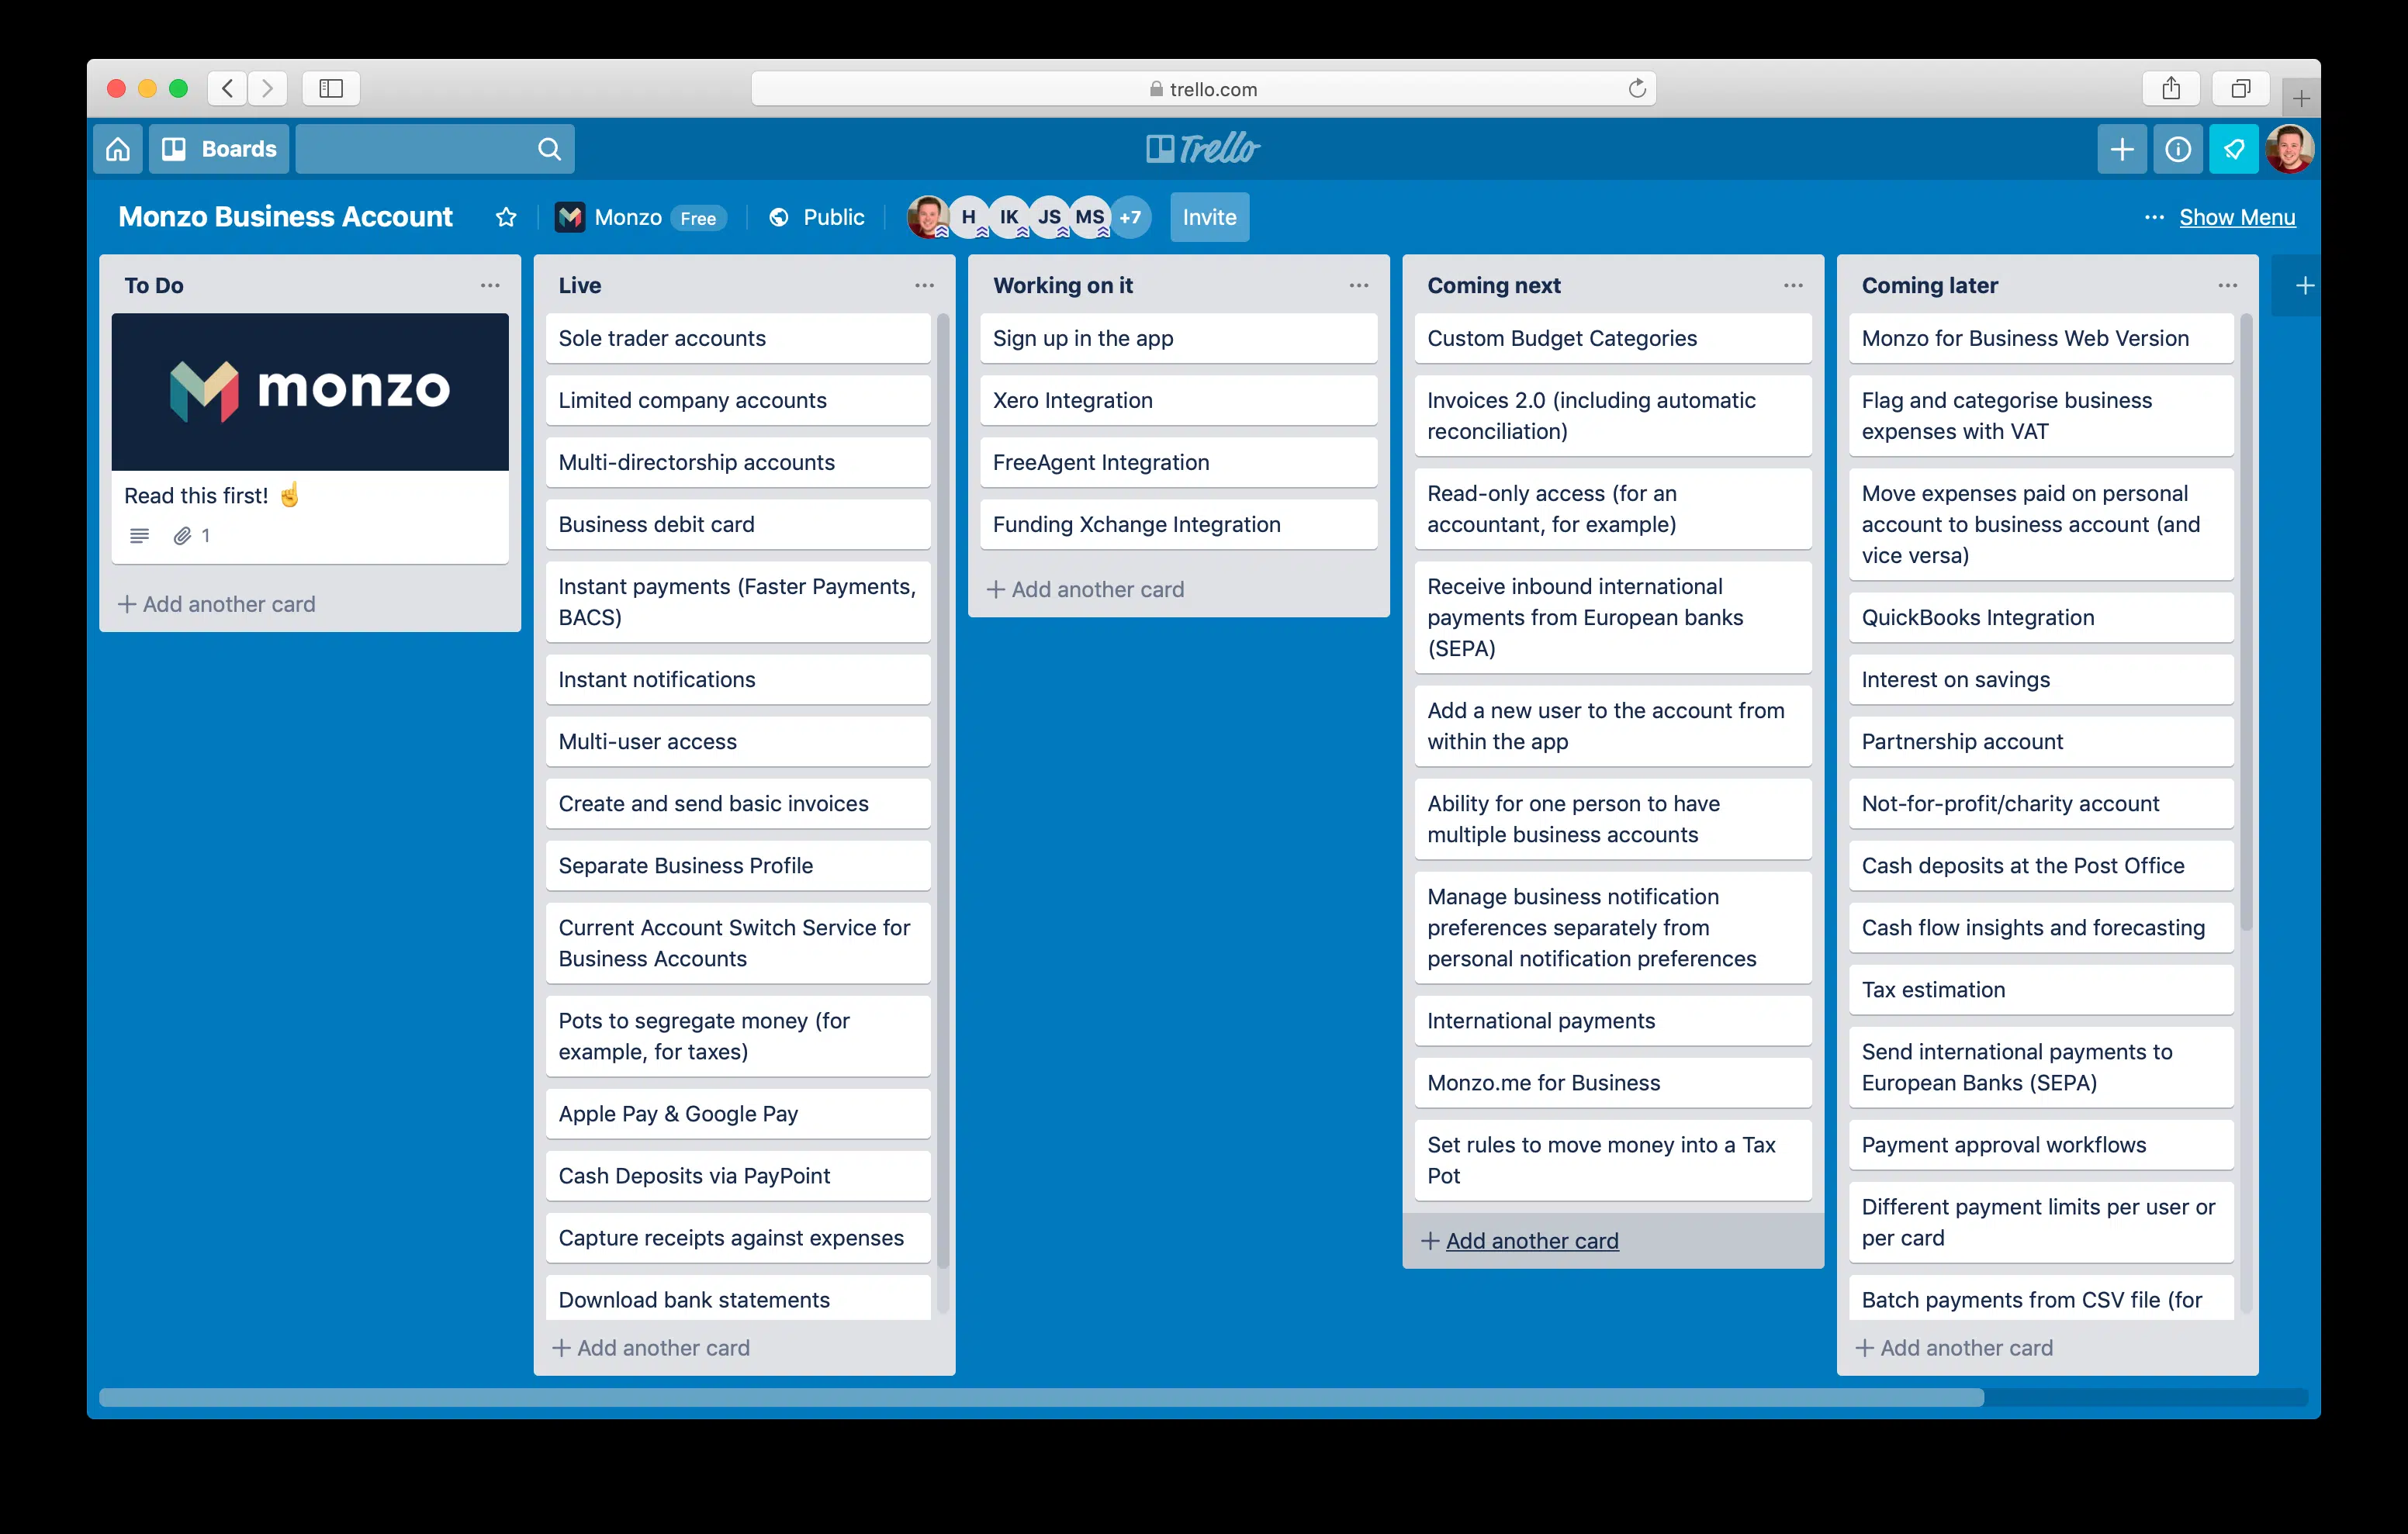 trello.com
Boards
Trello
Monzo Business Account
Monzo
Free
Public
H
IK
JS
MS
+7
Invite
Show Menu
To Do
monzo
Read this first! ☝️
1
+ Add another card
Live
Sole trader accounts
Limited company accounts
Multi-directorship accounts
Business debit card
Instant payments (Faster Payments,
BACS)
Instant notifications
Multi-user access
Create and send basic invoices
Separate Business Profile
Current Account Switch Service for
Business Accounts
Pots to segregate money (for
example, for taxes)
Apple Pay & Google Pay
Cash Deposits via PayPoint
Capture receipts against expenses
Download bank statements
+ Add another card
Working on it
Sign up in the app
Xero Integration
FreeAgent Integration
Funding Xchange Integration
+ Add another card
Coming next
Custom Budget Categories
Invoices 2.0 (including automatic
reconciliation)
Read-only access (for an
accountant, for example)
Receive inbound international
payments from European banks
(SEPA)
Add a new user to the account from
within the app
Ability for one person to have
multiple business accounts
Manage business notification
preferences separately from
personal notification preferences
International payments
Monzo.me for Business
Set rules to move money into a Tax
Pot
+ Add another card
Coming later
Monzo for Business Web Version
Flag and categorise business
expenses with VAT
Move expenses paid on personal
account to business account (and
vice versa)
QuickBooks Integration
Interest on savings
Partnership account
Not-for-profit/charity account
Cash deposits at the Post Office
Cash flow insights and forecasting
Tax estimation
Send international payments to
European Banks (SEPA)
Payment approval workflows
Different payment limits per user or
per card
Batch payments from CSV file (for
+ Add another card